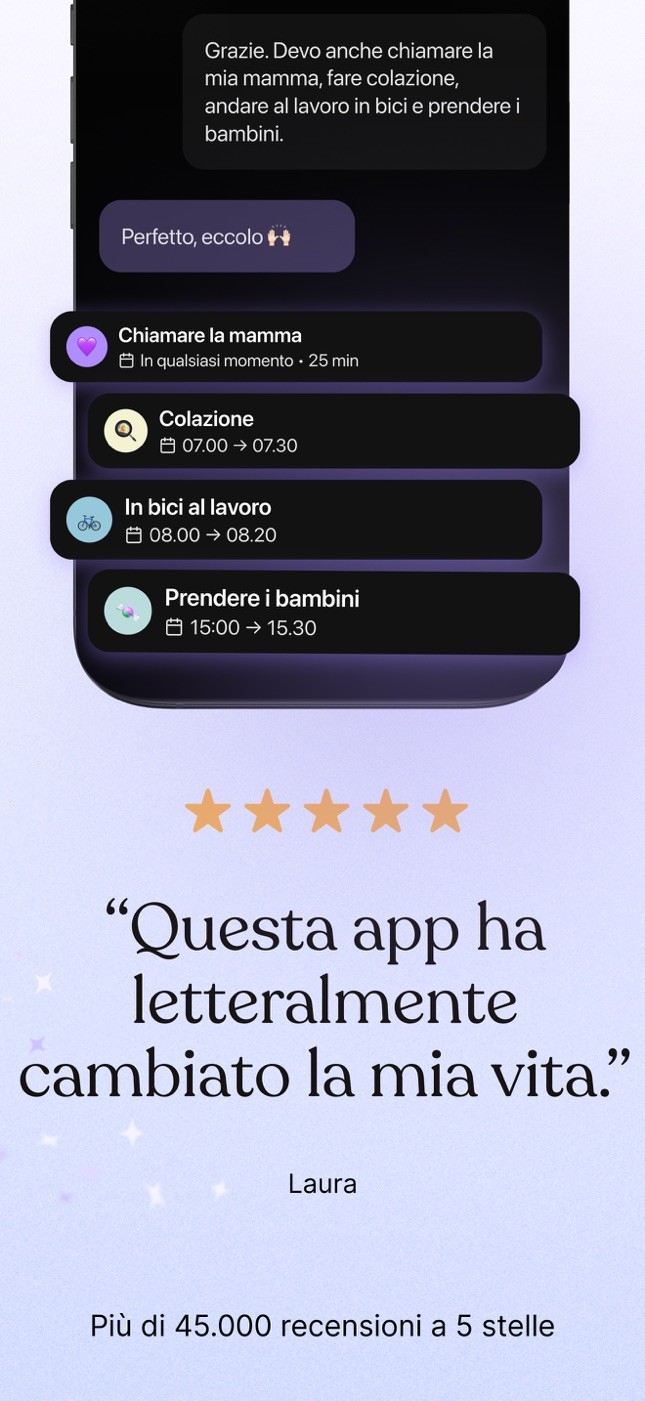 Grazie. Devo anche chiamare la
mia mamma, fare colazione,
andare al lavoro in bici e prendere i
bambini.
Perfetto, eccolo 🙌🏻
Chiamare la mamma
In qualsiasi momento • 25 min
Colazione
07.00 → 07.30
In bici al lavoro
08.00 → 08.20
Prendere i bambini
15:00 → 15.30
“Questa app ha
letteralmente
cambiato la mia vita.”
Laura
Più di 45.000 recensioni a 5 stelle